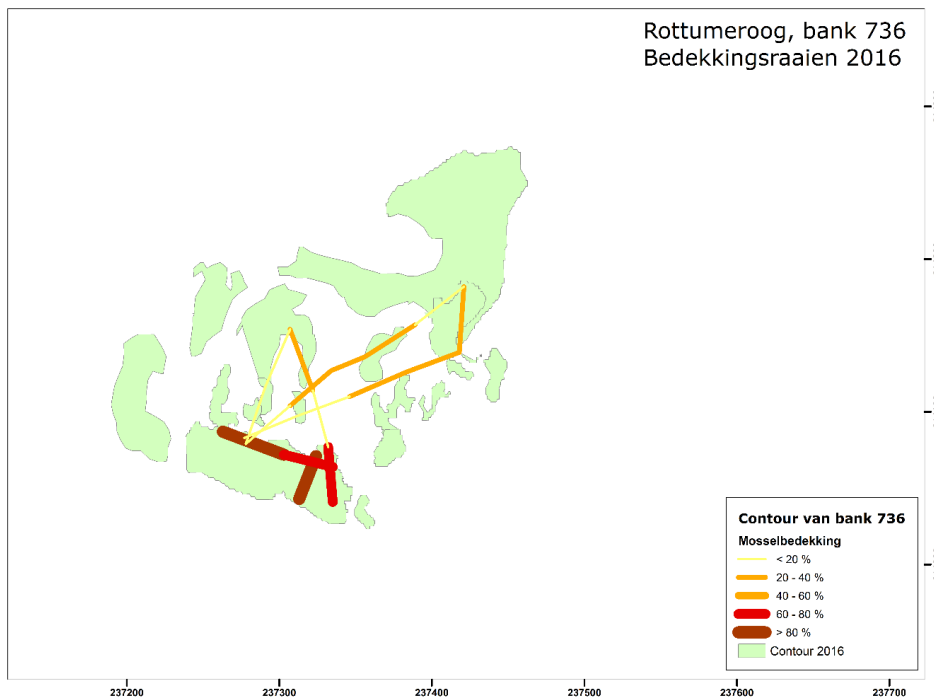 Rottumeroog, bank 736
Bedekkingsraaien 2016
Contour van bank 736
Mosselbedekking
< 20 %
20 - 40 %
40 - 60 %
60 - 80 %
> 80 %
Contour 2016
237200 237300 237400 237500 237600 237700